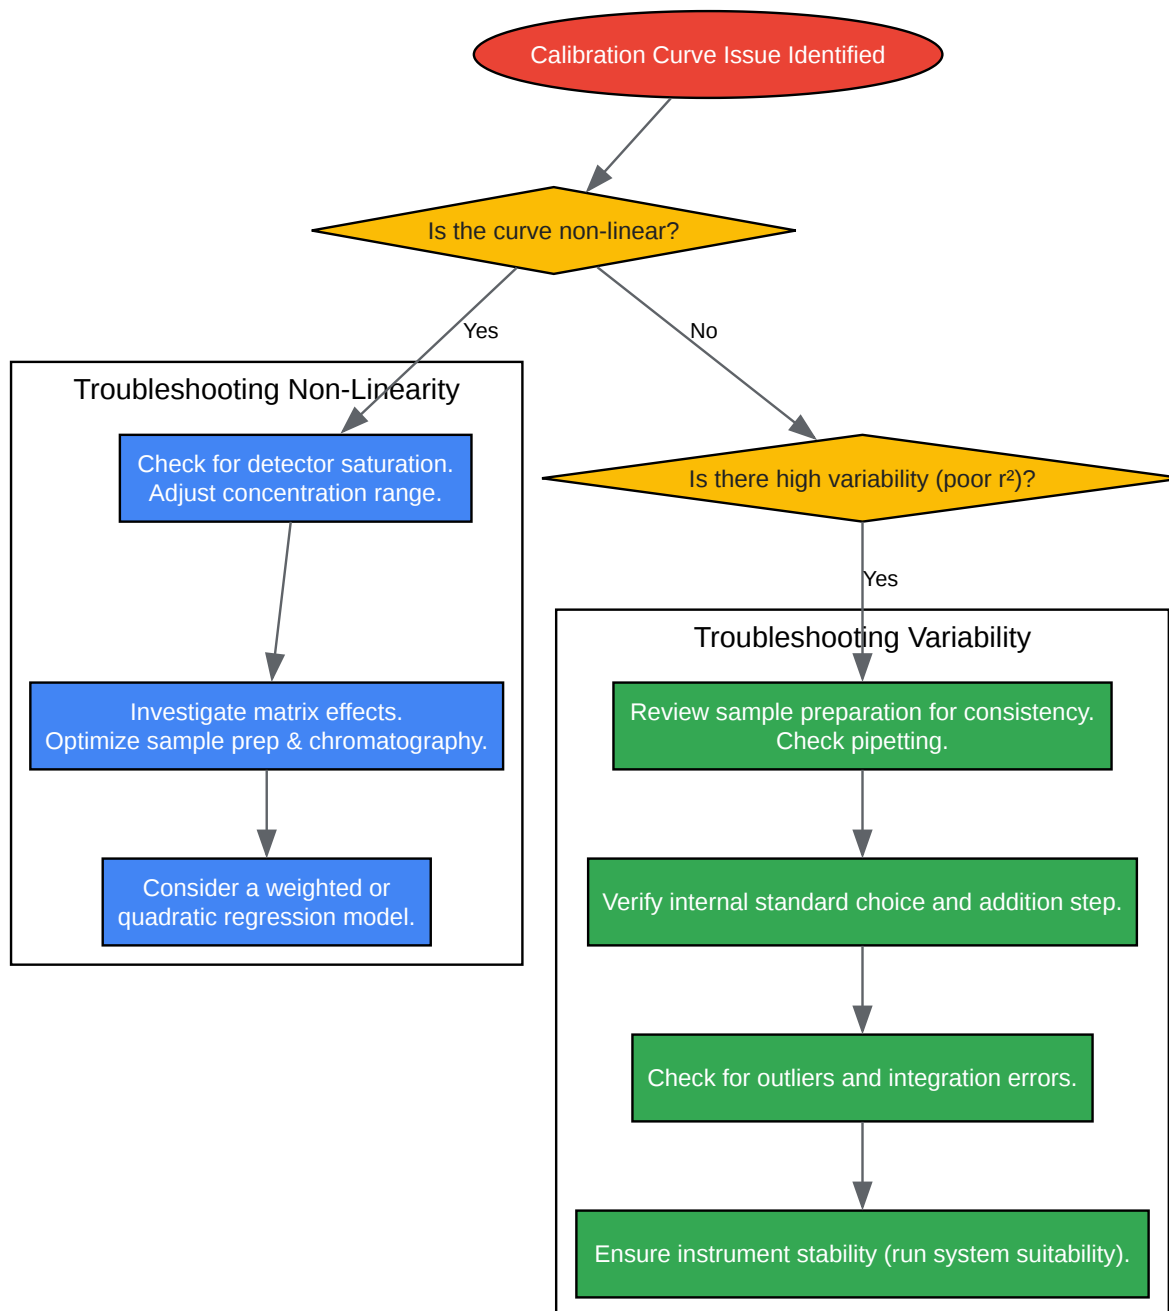 Calibration Curve Issue Identified
Is the curve non-linear?
Yes
No
Troubleshooting Non-Linearity
Check for detector saturation.
Adjust concentration range.
Investigate matrix effects.
Optimize sample prep & chromatography.
Consider a weighted or
quadratic regression model.
Is there high variability (poor r²)?
Yes
Troubleshooting Variability
Review sample preparation for consistency.
Check pipetting.
Verify internal standard choice and addition step.
Check for outliers and integration errors.
Ensure instrument stability (run system suitability).